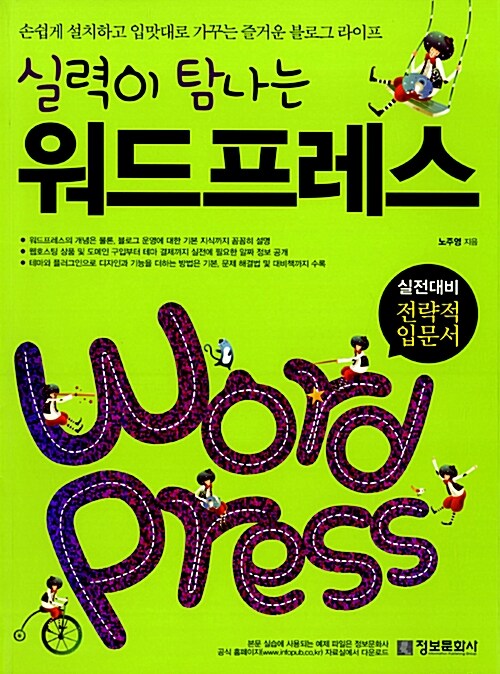 손쉽게 설치하고 입맛대로 가꾸는 즐거운 블로그 라이프
실력이 탐나는
워드프레스
● 워드프레스의 개념은 물론, 블로그 운영에 대한 기본 지식까지 꼼꼼히 설명
● 웹호스팅 상품 및 도메인 구입부터 테마 결제까지 실전에 필요한 알짜 정보 공개
● 테마와 플러그인으로 디자인과 기능을 더하는 방법은 기본, 문제 해결법 및 대비책까지 수록
노주영 지음
실전대비
전략적
입문서
Word
Press
본문 실습에 사용되는 예제 파일은 정보문화사
공식 홈페이지(www.infopub.co.kr) 자료실에서 다운로드
정보문화사